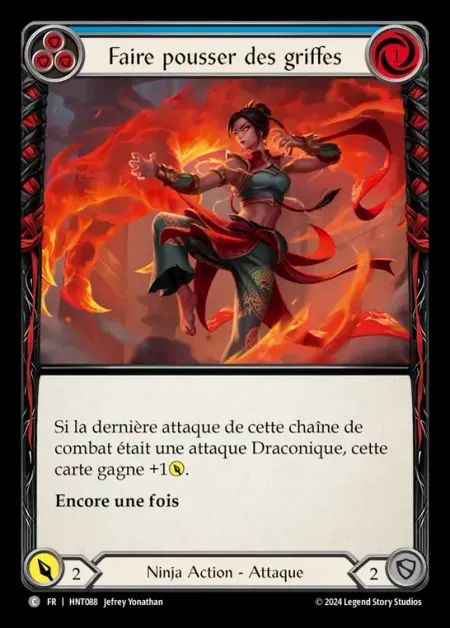 Faire pousser des griffes
1
Si la dernière attaque de cette chaîne de
combat était une attaque Draconique, cette
carte gagne +1.
Encore une fois
2
Ninja Action - Attaque
2
C FR | HNT088 Jefrey Yonathan
© 2024 Legend Story Studios